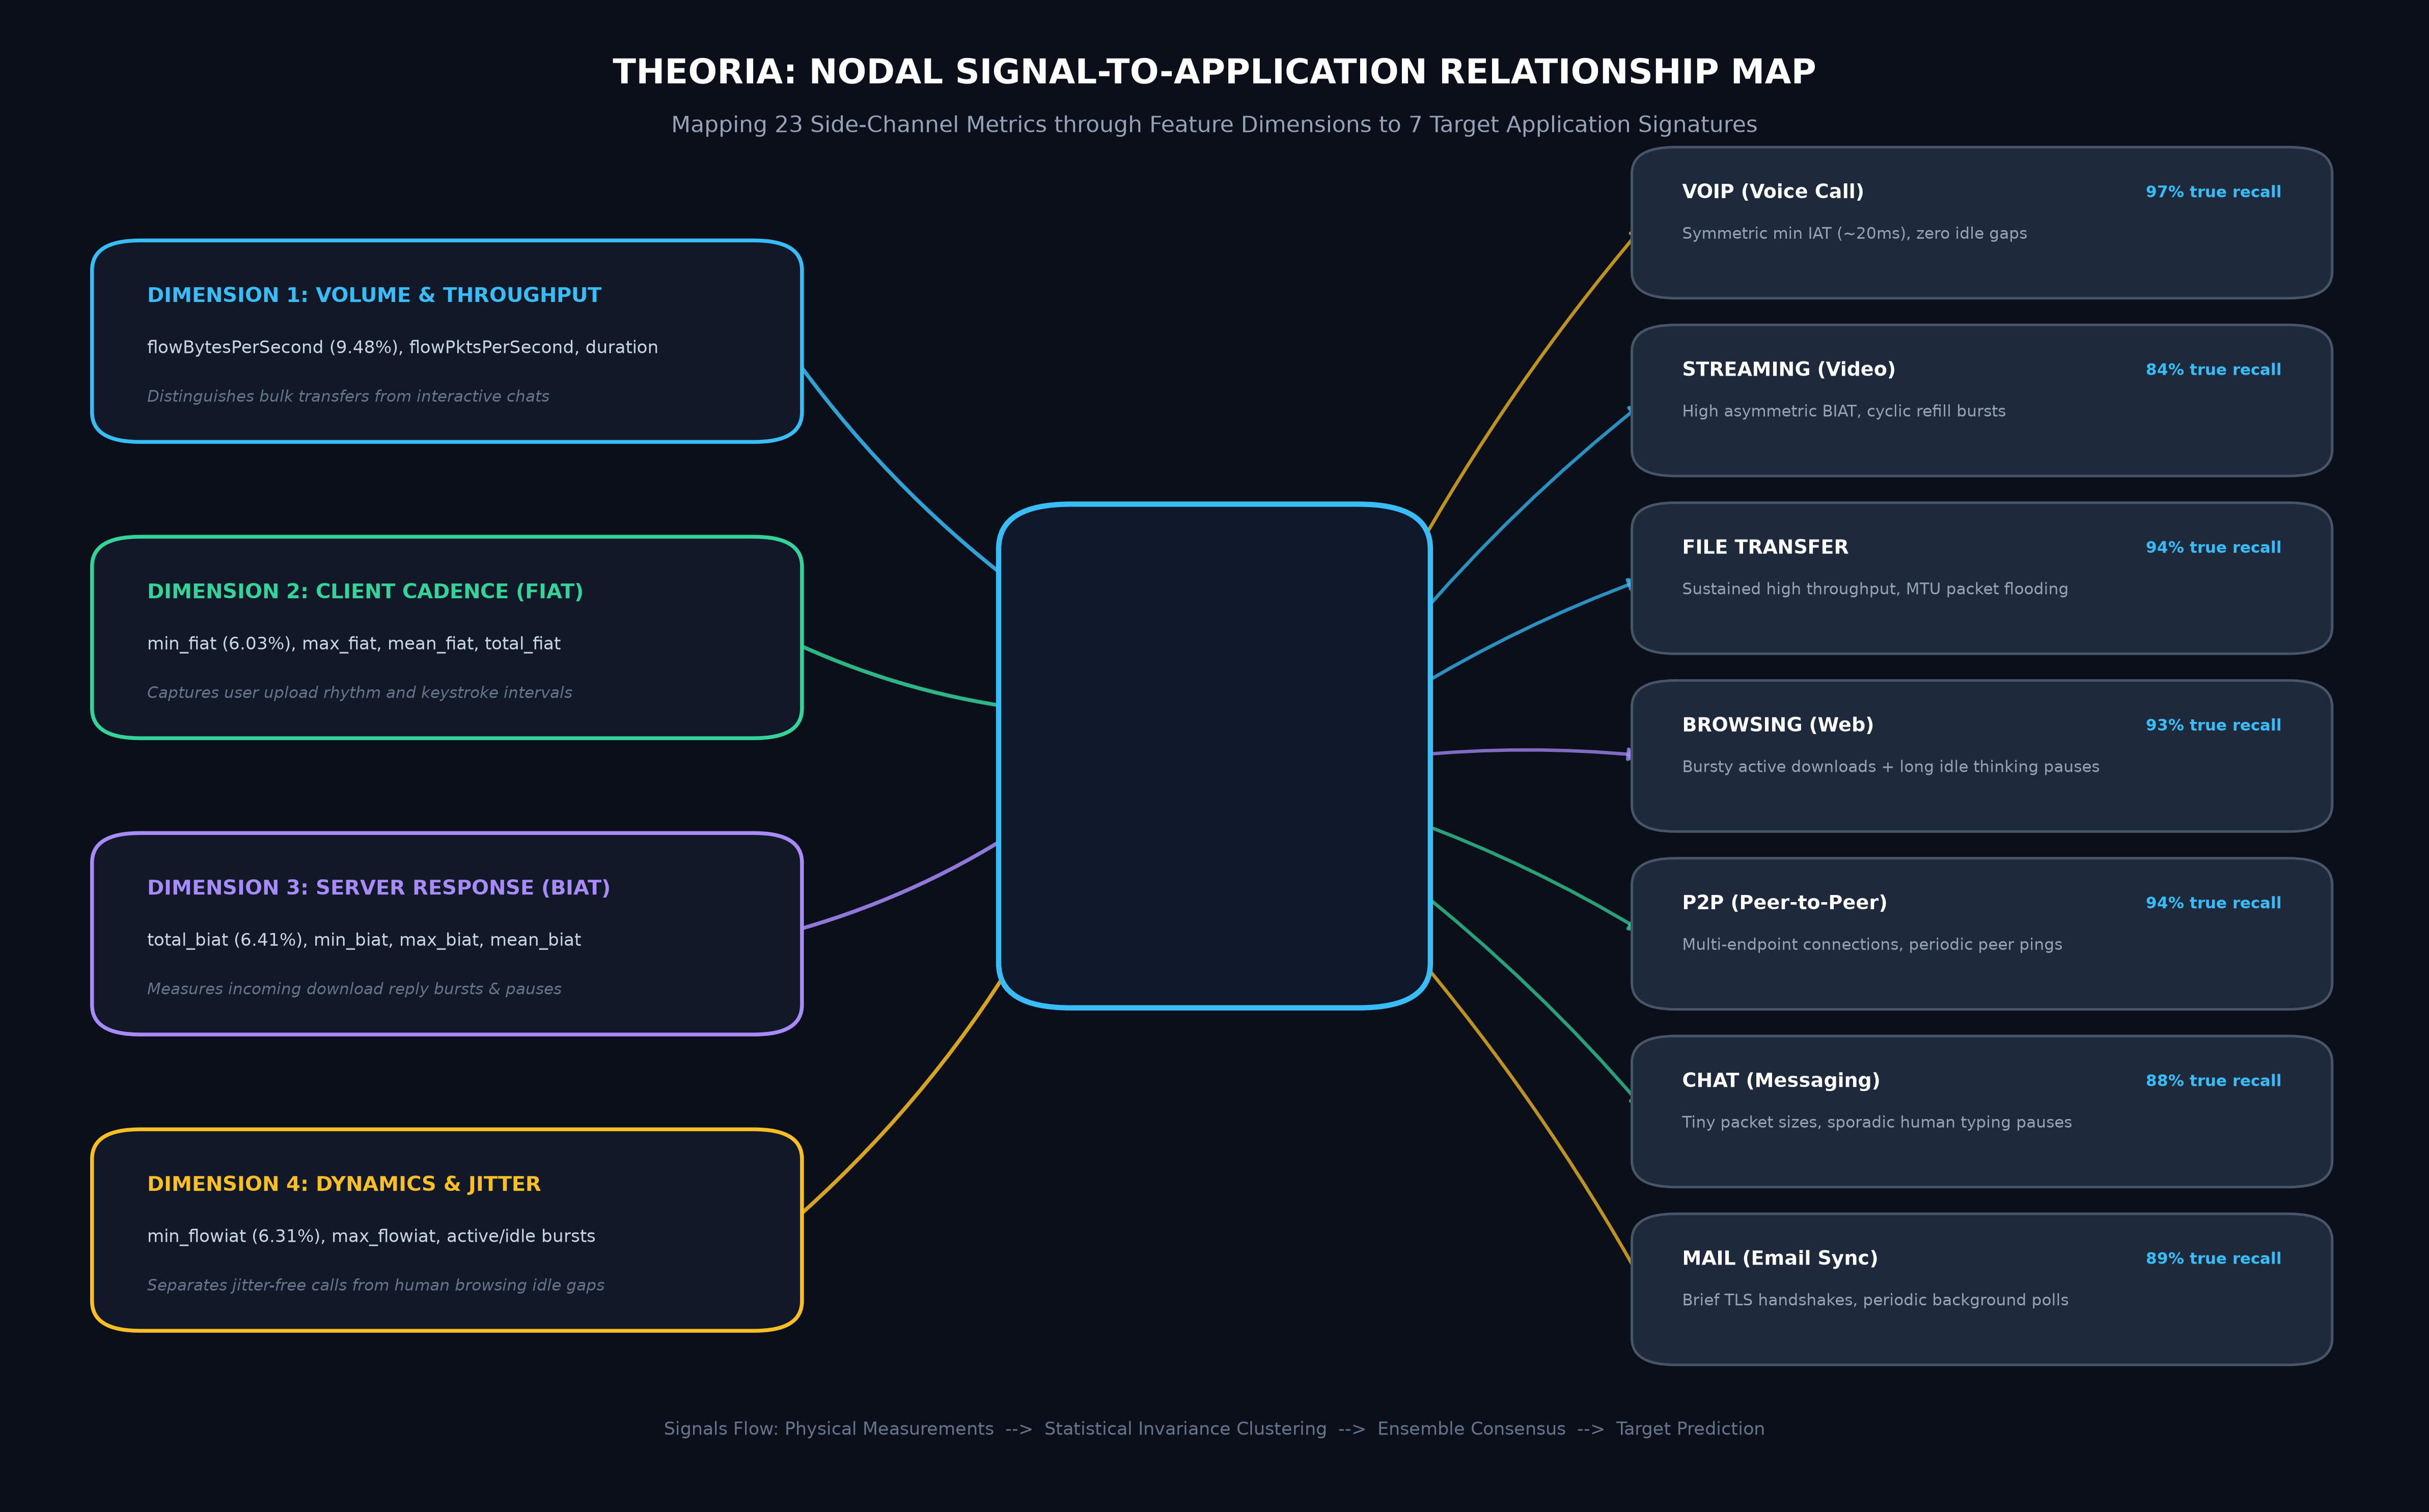 THEORIA: NODAL SIGNAL-TO-APPLICATION RELATIONSHIP MAP
Mapping 23 Side-Channel Metrics through Feature Dimensions to 7 Target Application Signatures
DIMENSION 1: VOLUME & THROUGHPUT
flowBytesPerSecond (9.48%), flowPktsPerSecond, duration
Distinguishes bulk transfers from interactive chats
DIMENSION 2: CLIENT CADENCE (FIAT)
min_fiat (6.03%), max_fiat, mean_fiat, total_fiat
Captures user upload rhythm and keystroke intervals
DIMENSION 3: SERVER RESPONSE (BIAT)
total_biat (6.41%), min_biat, max_biat, mean_biat
Measures incoming download reply bursts & pauses
DIMENSION 4: DYNAMICS & JITTER
min_flowiat (6.31%), max_flowiat, active/idle bursts
Separates jitter-free calls from human browsing idle gaps
VOIP (Voice Call) 97% true recall
Symmetric min IAT (~20ms), zero idle gaps
STREAMING (Video) 84% true recall
High asymmetric BIAT, cyclic refill bursts
FILE TRANSFER 94% true recall
Sustained high throughput, MTU packet flooding
BROWSING (Web) 93% true recall
Bursty active downloads + long idle thinking pauses
P2P (Peer-to-Peer) 94% true recall
Multi-endpoint connections, periodic peer pings
CHAT (Messaging) 88% true recall
Tiny packet sizes, sporadic human typing pauses
MAIL (Email Sync) 89% true recall
Brief TLS handshakes, periodic background polls
Signals Flow: Physical Measurements --> Statistical Invariance Clustering --> Ensemble Consensus --> Target Prediction